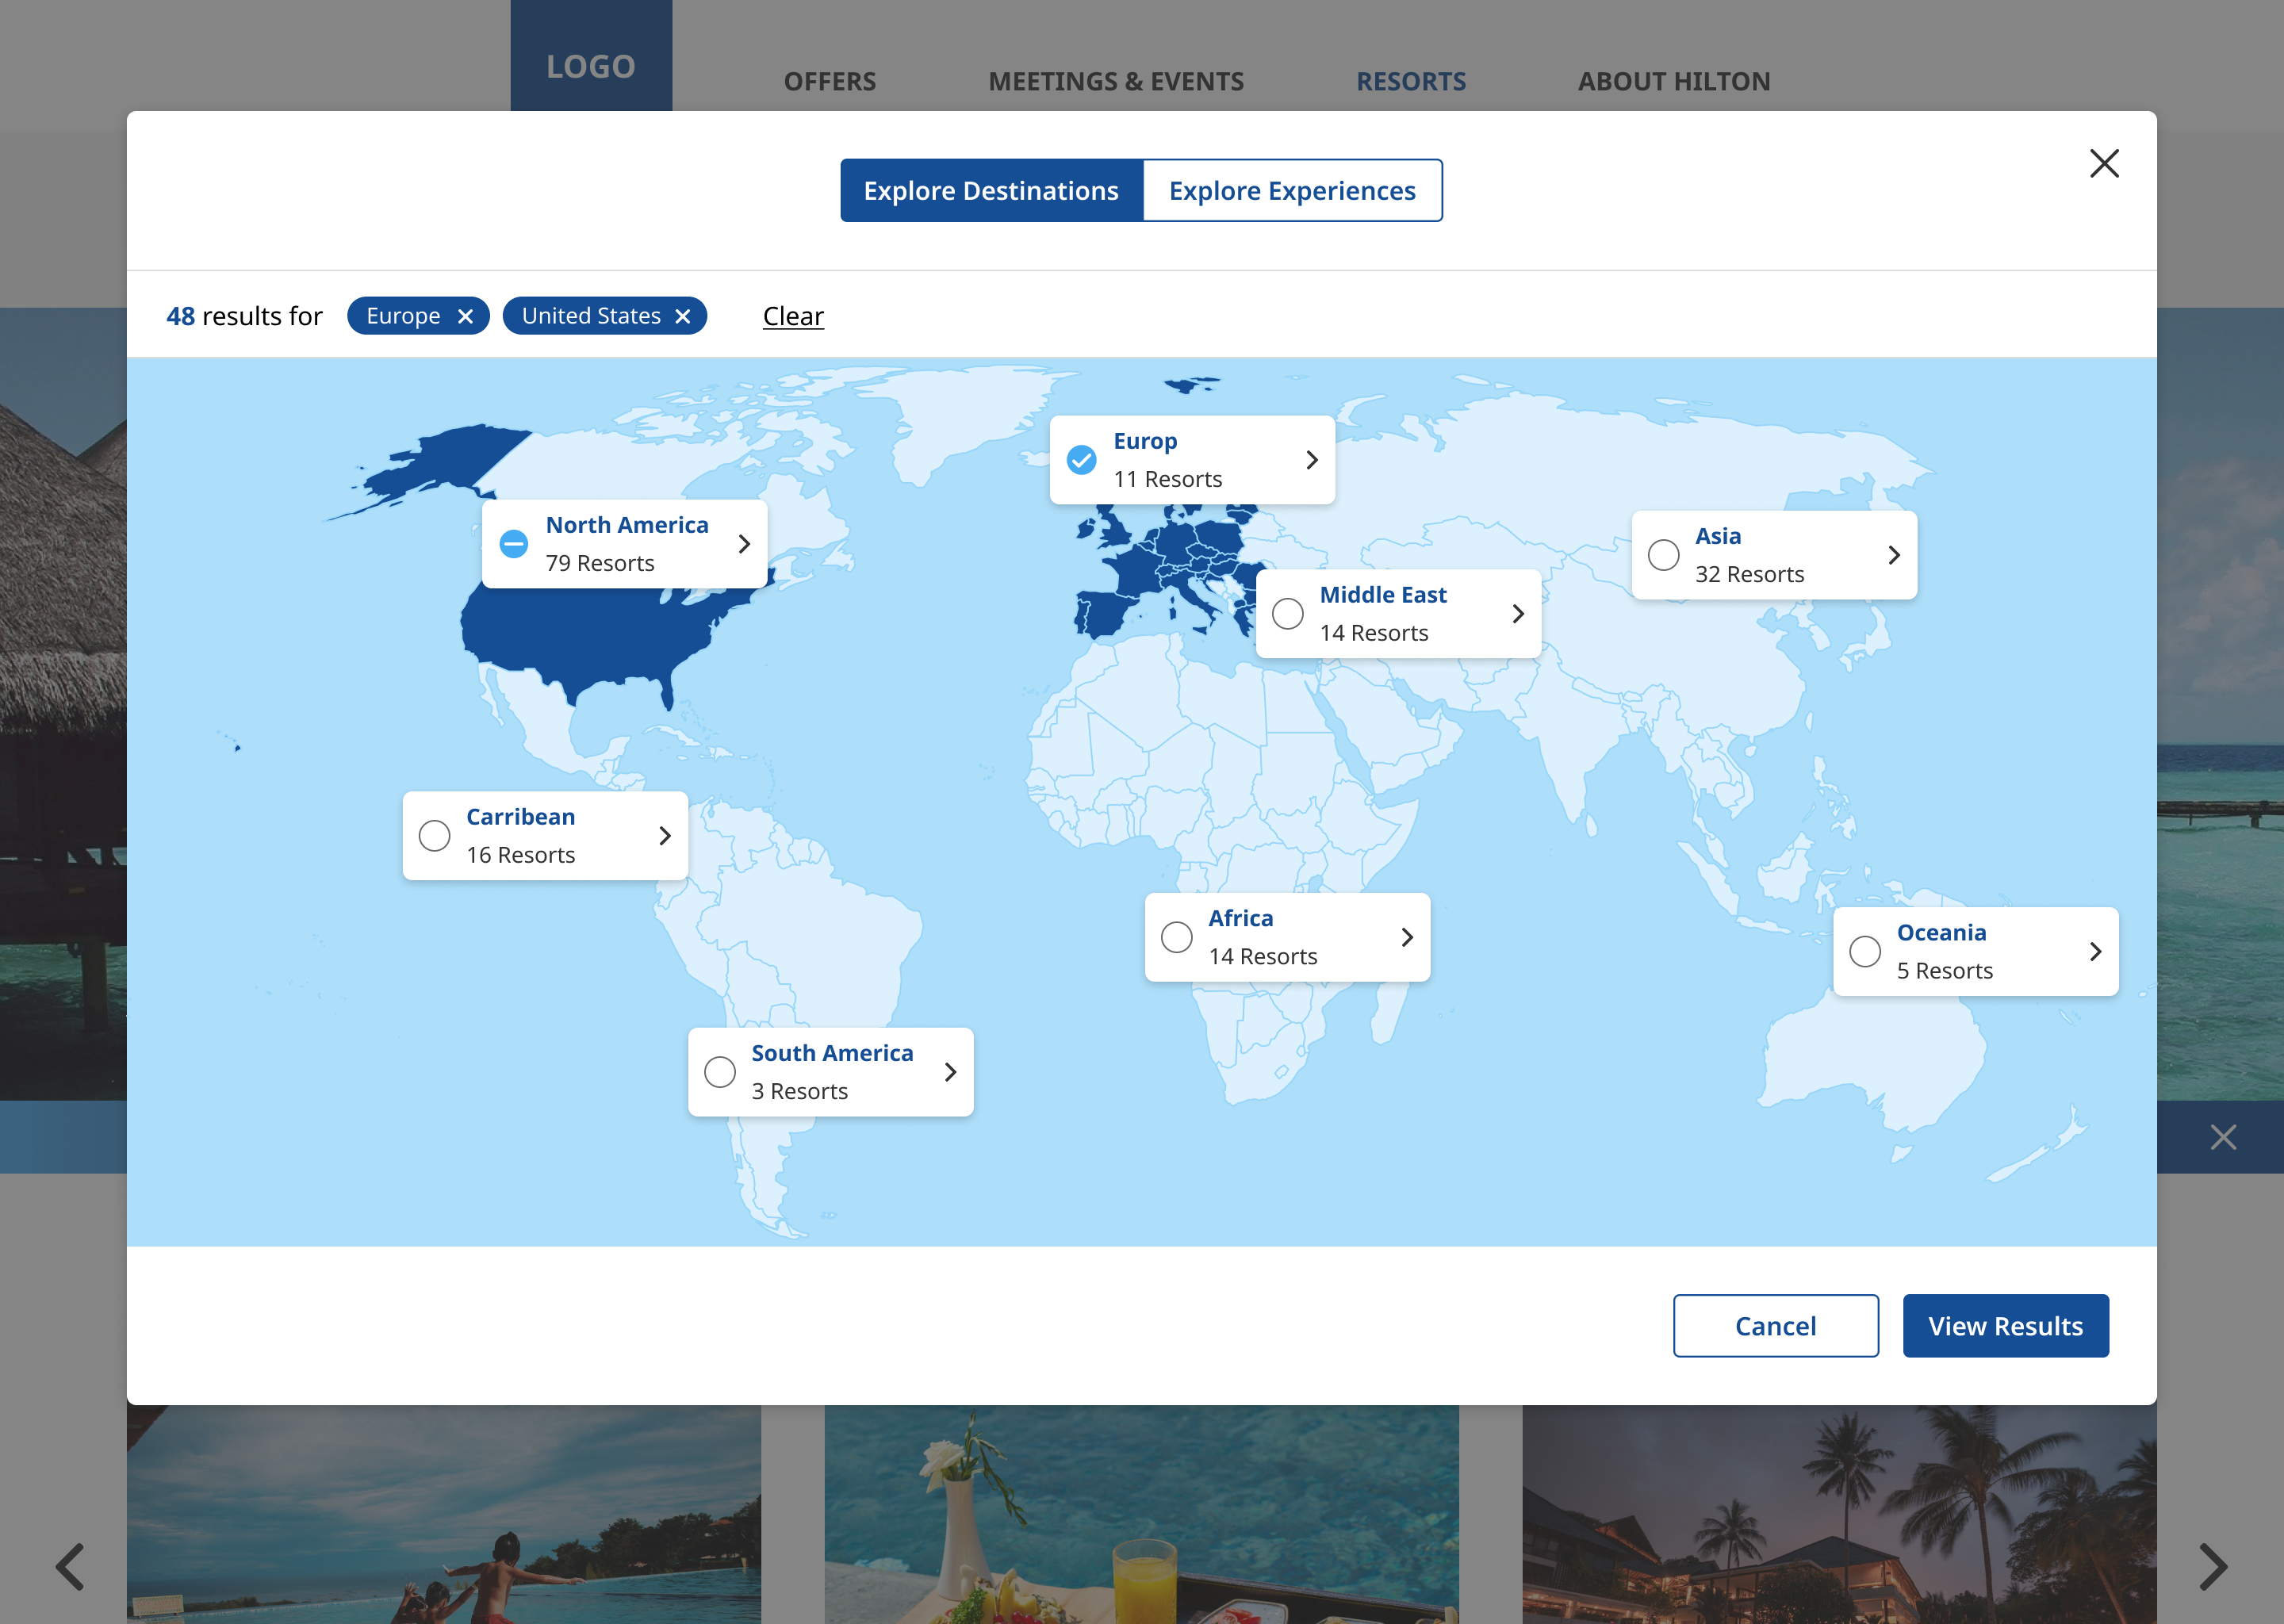 LOGO
OFFERS
MEETINGS & EVENTS
RESORTS
ABOUT HILTON
Explore Destinations
Explore Experiences
48 results for
Europe
United States
Clear
Europ
11 Resorts
North America
79 Resorts
Asia
32 Resorts
Middle East
14 Resorts
Carribean
16 Resorts
Africa
14 Resorts
Oceania
5 Resorts
South America
3 Resorts
Cancel
View Results